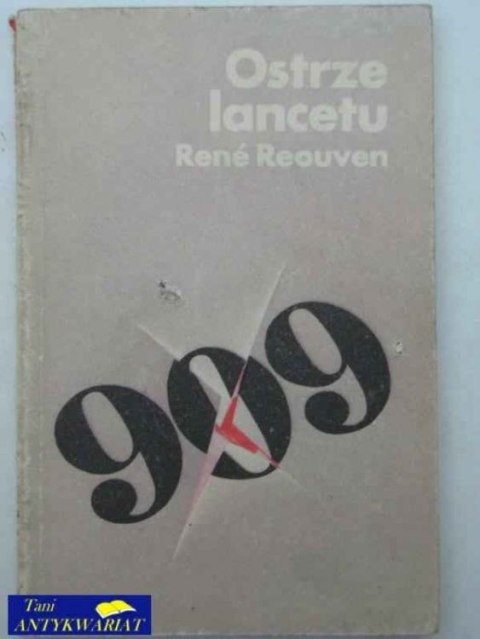 Ostrze
lancetu
René Reouven
909
Tani
ANTYKWARIAT